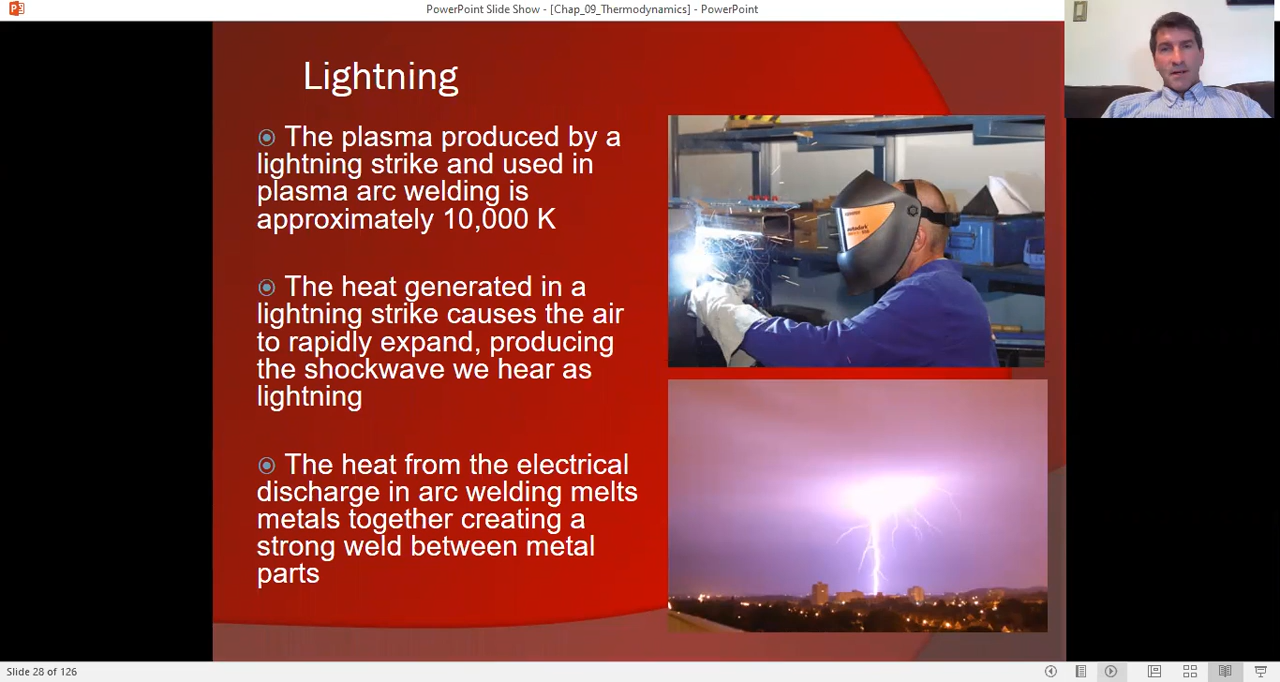 PowerPoint Slide Show - [Chap_09_Thermodynamics] - PowerPoint
Lightning
The plasma produced by a
lightning strike and used in
plasma arc welding is
approximately 10,000 K
The heat generated in a
lightning strike causes the air
to rapidly expand, producing
the shockwave we hear as
lightning
The heat from the electrical
discharge in arc welding melts
metals together creating a
strong weld between metal
parts
Slide 28 of 126